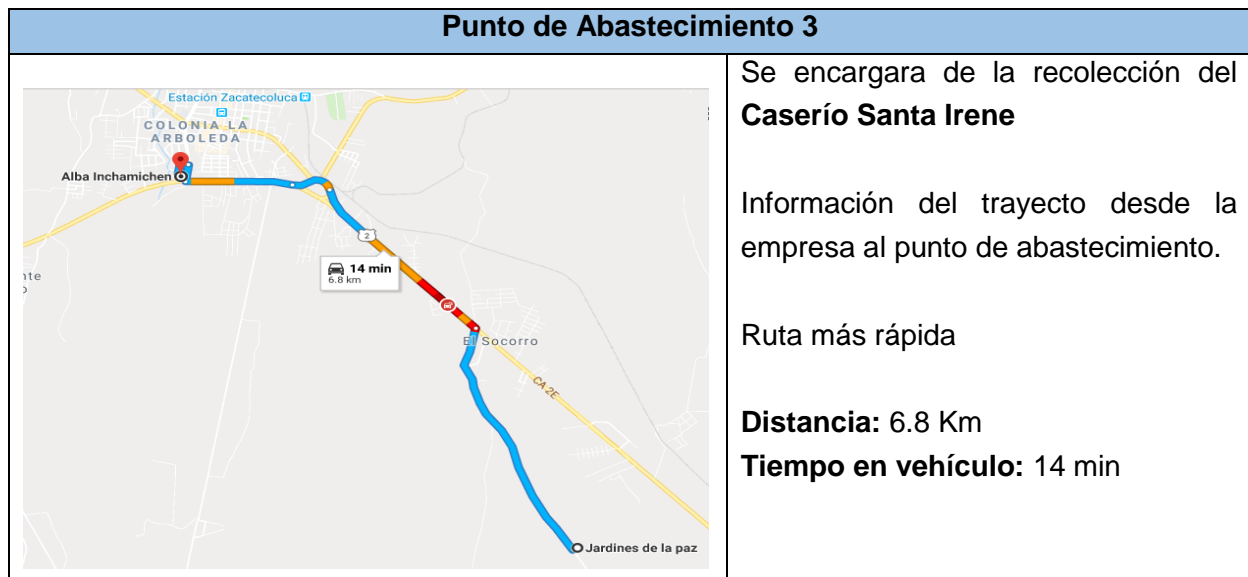 Punto de Abastecimiento 3
Estación Zacatecoluca
COLONIA LA
ARBOLEDA
Alba Inchamichen
2
14 min
6.8 km
El Socorro
CA 2E
Jardines de la paz
Se encargara de la recolección del
Caserío Santa Irene
Información del trayecto desde la
empresa al punto de abastecimiento.
Ruta más rápida
Distancia: 6.8 Km
Tiempo en vehículo: 14 min